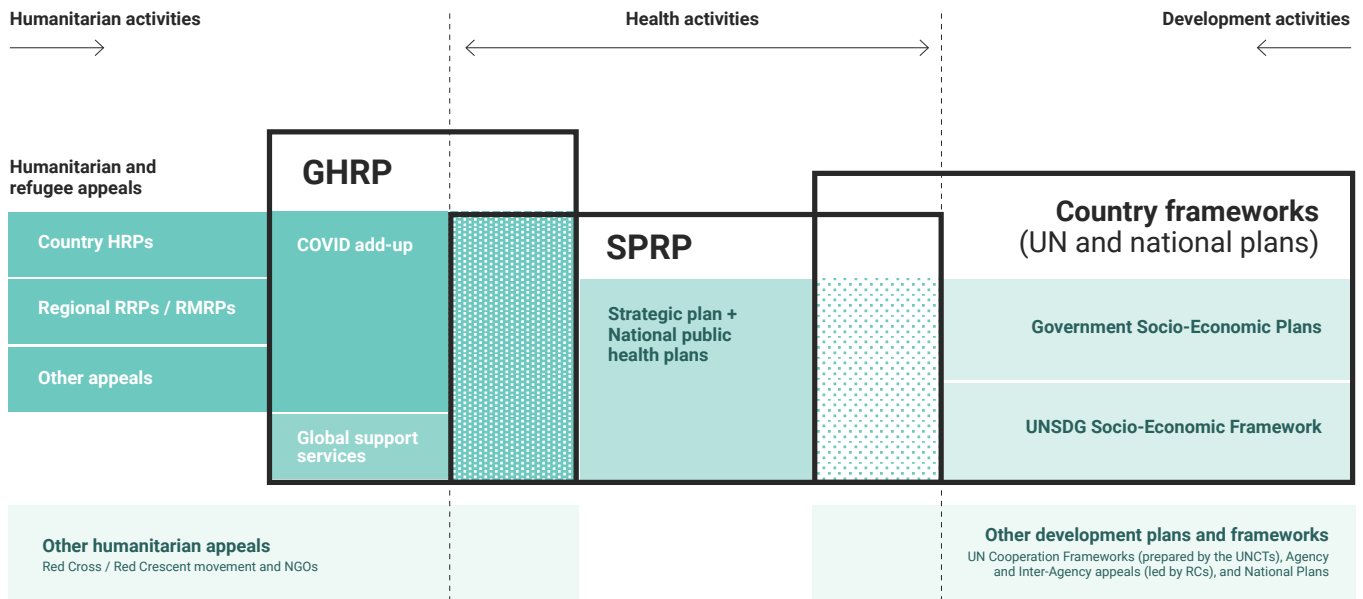 Humanitarian activities
Health activities
Development activities
Humanitarian and
refugee appeals
GHRP
Country frameworks
(UN and national plans)
SPRP
Country HRPs
COVID add-up
Regional RRPs / RMRPs
Strategic plan +
National public
health plans
Government Socio-Economic Plans
Other appeals
Global support
services
UNSDG Socio-Economic Framework
Other humanitarian appeals
Red Cross / Red Crescent movement and NGOs
Other development plans and frameworks
UN Cooperation Frameworks (prepared by the UNCTs), Agency
and Inter-Agency appeals (led by RCs), and National Plans